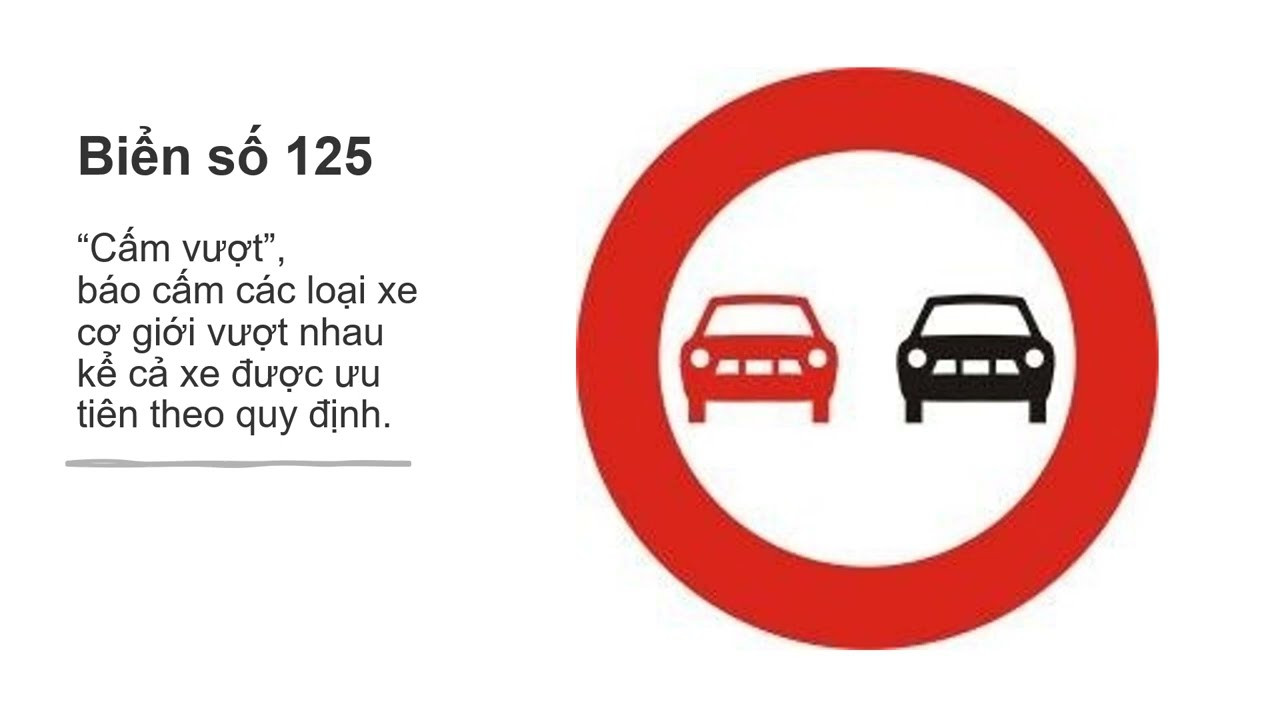 Biển số 125
“Cấm vượt”,
báo cấm các loại xe
cơ giới vượt nhau
kể cả xe được ưu
tiên theo quy định.